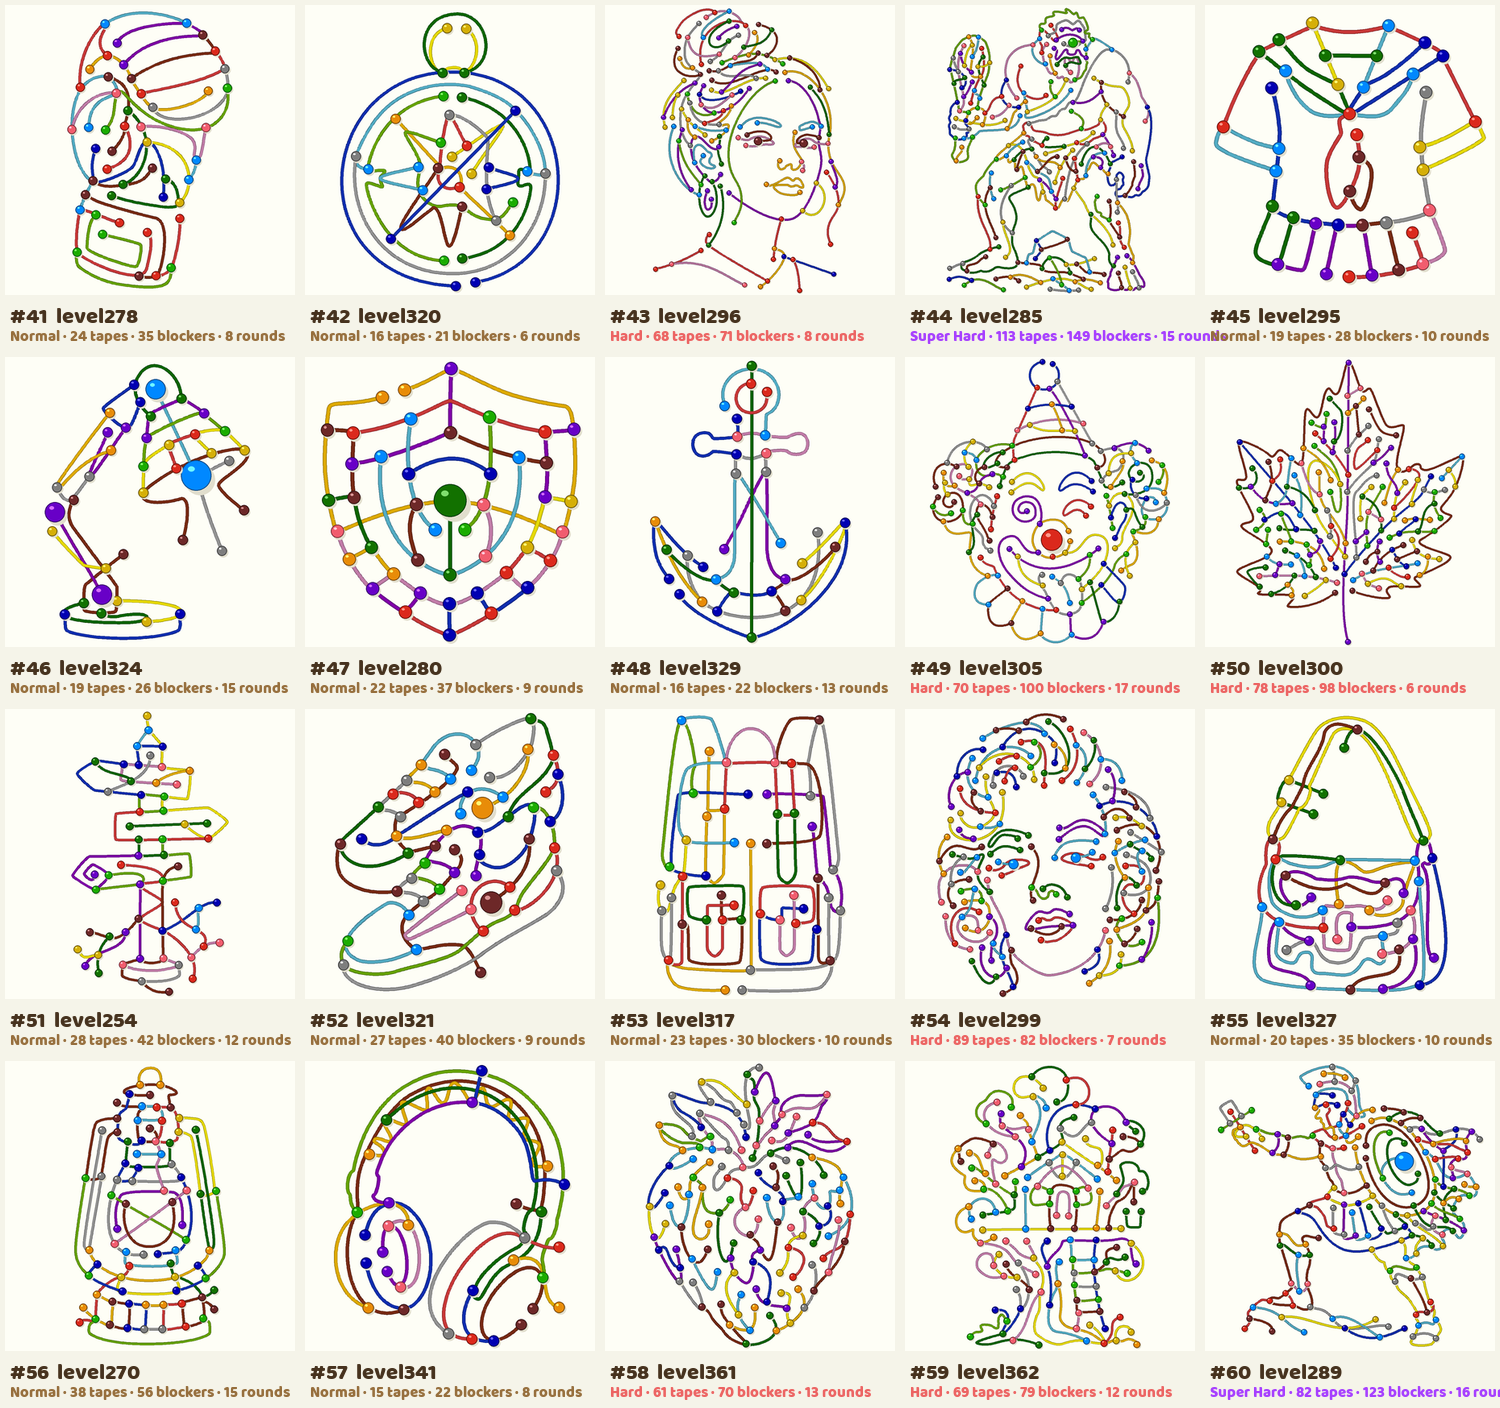 #41 level278
Normal · 24 tapes · 35 blockers · 8 rounds
#42 level320
Normal · 16 tapes · 21 blockers · 6 rounds
#43 level296
Hard · 68 tapes · 71 blockers · 8 rounds
#44 level285
Super Hard · 113 tapes · 149 blockers · 15 rounds
#45 level295
Normal · 19 tapes · 28 blockers · 10 rounds
#46 level324
Normal · 19 tapes · 26 blockers · 15 rounds
#47 level280
Normal · 22 tapes · 37 blockers · 9 rounds
#48 level329
Normal · 16 tapes · 22 blockers · 13 rounds
#49 level305
Hard · 70 tapes · 100 blockers · 17 rounds
#50 level300
Hard · 78 tapes · 98 blockers · 6 rounds
#51 level254
Normal · 28 tapes · 42 blockers · 12 rounds
#52 level321
Normal · 27 tapes · 40 blockers · 9 rounds
#53 level317
Normal · 23 tapes · 30 blockers · 10 rounds
#54 level299
Hard · 89 tapes · 82 blockers · 7 rounds
#55 level327
Normal · 20 tapes · 35 blockers · 10 rounds
#56 level270
Normal · 38 tapes · 56 blockers · 15 rounds
#57 level341
Normal · 15 tapes · 22 blockers · 8 rounds
#58 level361
Hard · 61 tapes · 70 blockers · 13 rounds
#59 level362
Hard · 69 tapes · 79 blockers · 12 rounds
#60 level289
Super Hard · 82 tapes · 123 blockers · 16 rour